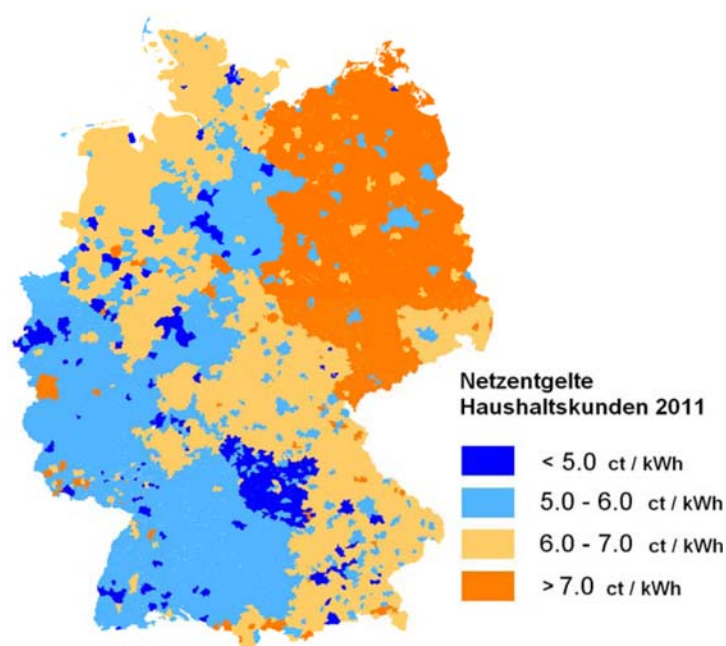 Netzentgelte
Haushaltskunden 2011
< 5.0 ct / kWh
5.0 - 6.0 ct / kWh
6.0 - 7.0 ct / kWh
> 7.0 ct / kWh